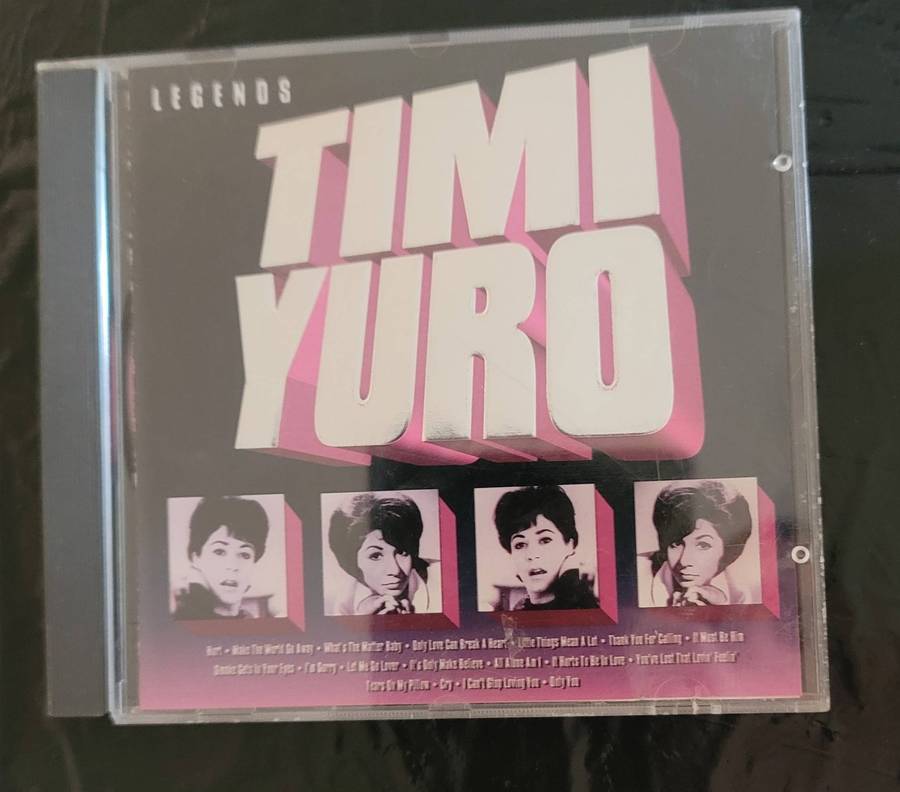 LEGENDS
TIMI
YURO
Hurt • Make The World Go Away • What's The Matter Baby • Only Love Can Break A Heart • Little Things Mean A Lot • Thank You For Calling • It Must Be Him
Smoke Gets In Your Eyes • I'm Sorry • Let Me Go Lover • It's Only Make Believe • All Alone Am I • It Hurts To Be In Love • You've Lost That Lovin' Feelin'
Tears On My Pillow • Cry • I Can't Stop Loving You • Only You